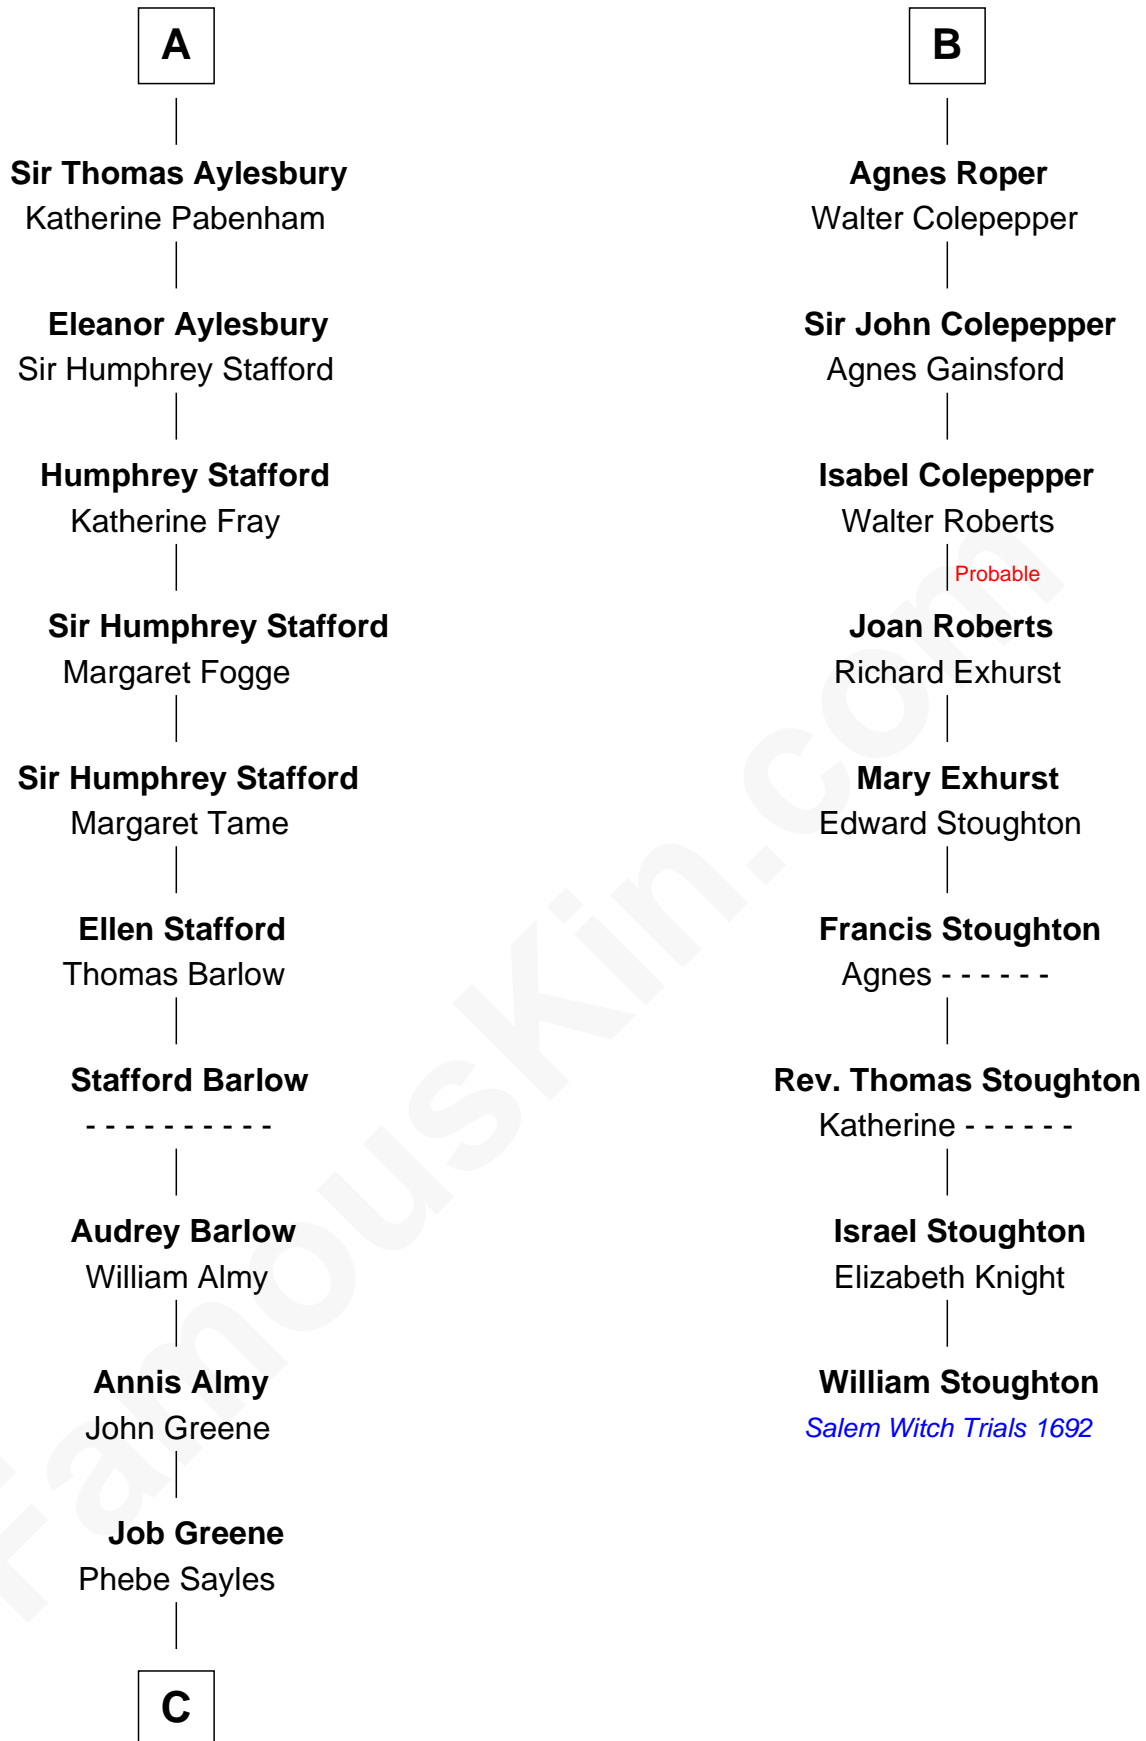 A
Sir Thomas Aylesbury
Katherine Pabenham
Eleanor Aylesbury
Sir Humphrey Stafford
Humphrey Stafford
Katherine Fray
Sir Humphrey Stafford
Margaret Fogge
Sir Humphrey Stafford
Margaret Tame
Ellen Stafford
Thomas Barlow
Stafford Barlow
- - - - - - - - - -
Audrey Barlow
William Almy
Annis Almy
John Greene
Job Greene
Phebe Sayles
C
B
Agnes Roper
Walter Colepepper
Sir John Colepepper
Agnes Gainsford
Isabel Colepepper
Walter Roberts
Probable
Joan Roberts
Richard Exhurst
Mary Exhurst
Edward Stoughton
Francis Stoughton
Agnes - - - - - -
Rev. Thomas Stoughton
Katherine - - - - - -
Israel Stoughton
Elizabeth Knight
William Stoughton
Salem Witch Trials 1692
FamousKin.com